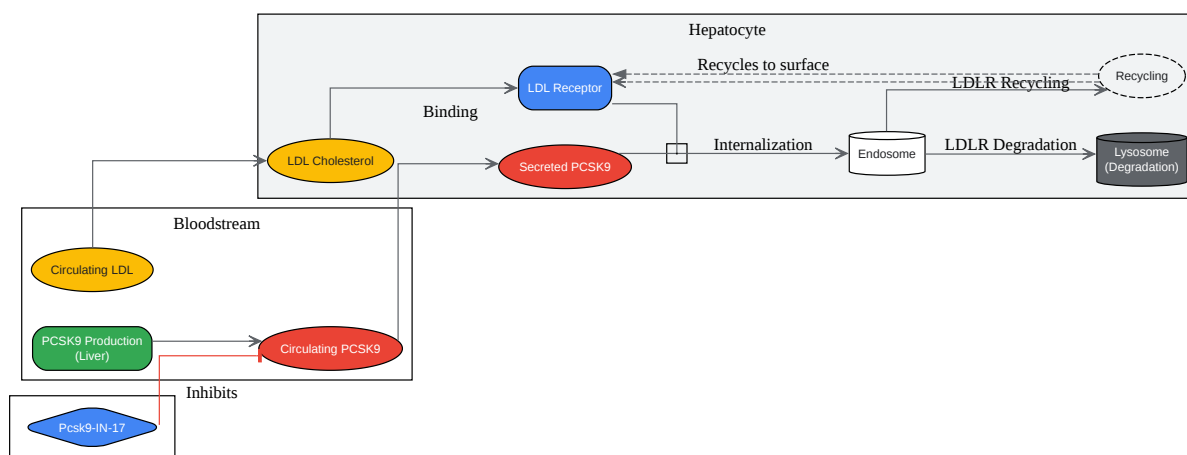 Hepatocyte
Recycles to surface
Recycling
LDL Receptor
LDLR Recycling
Binding
Internalization
LDLR Degradation
LDL Cholesterol
Secreted PCSK9
Endosome
Lysosome
(Degradation)
Bloodstream
Circulating LDL
PCSK9 Production
(Liver)
Circulating PCSK9
Inhibits
Pcsk9-IN-17